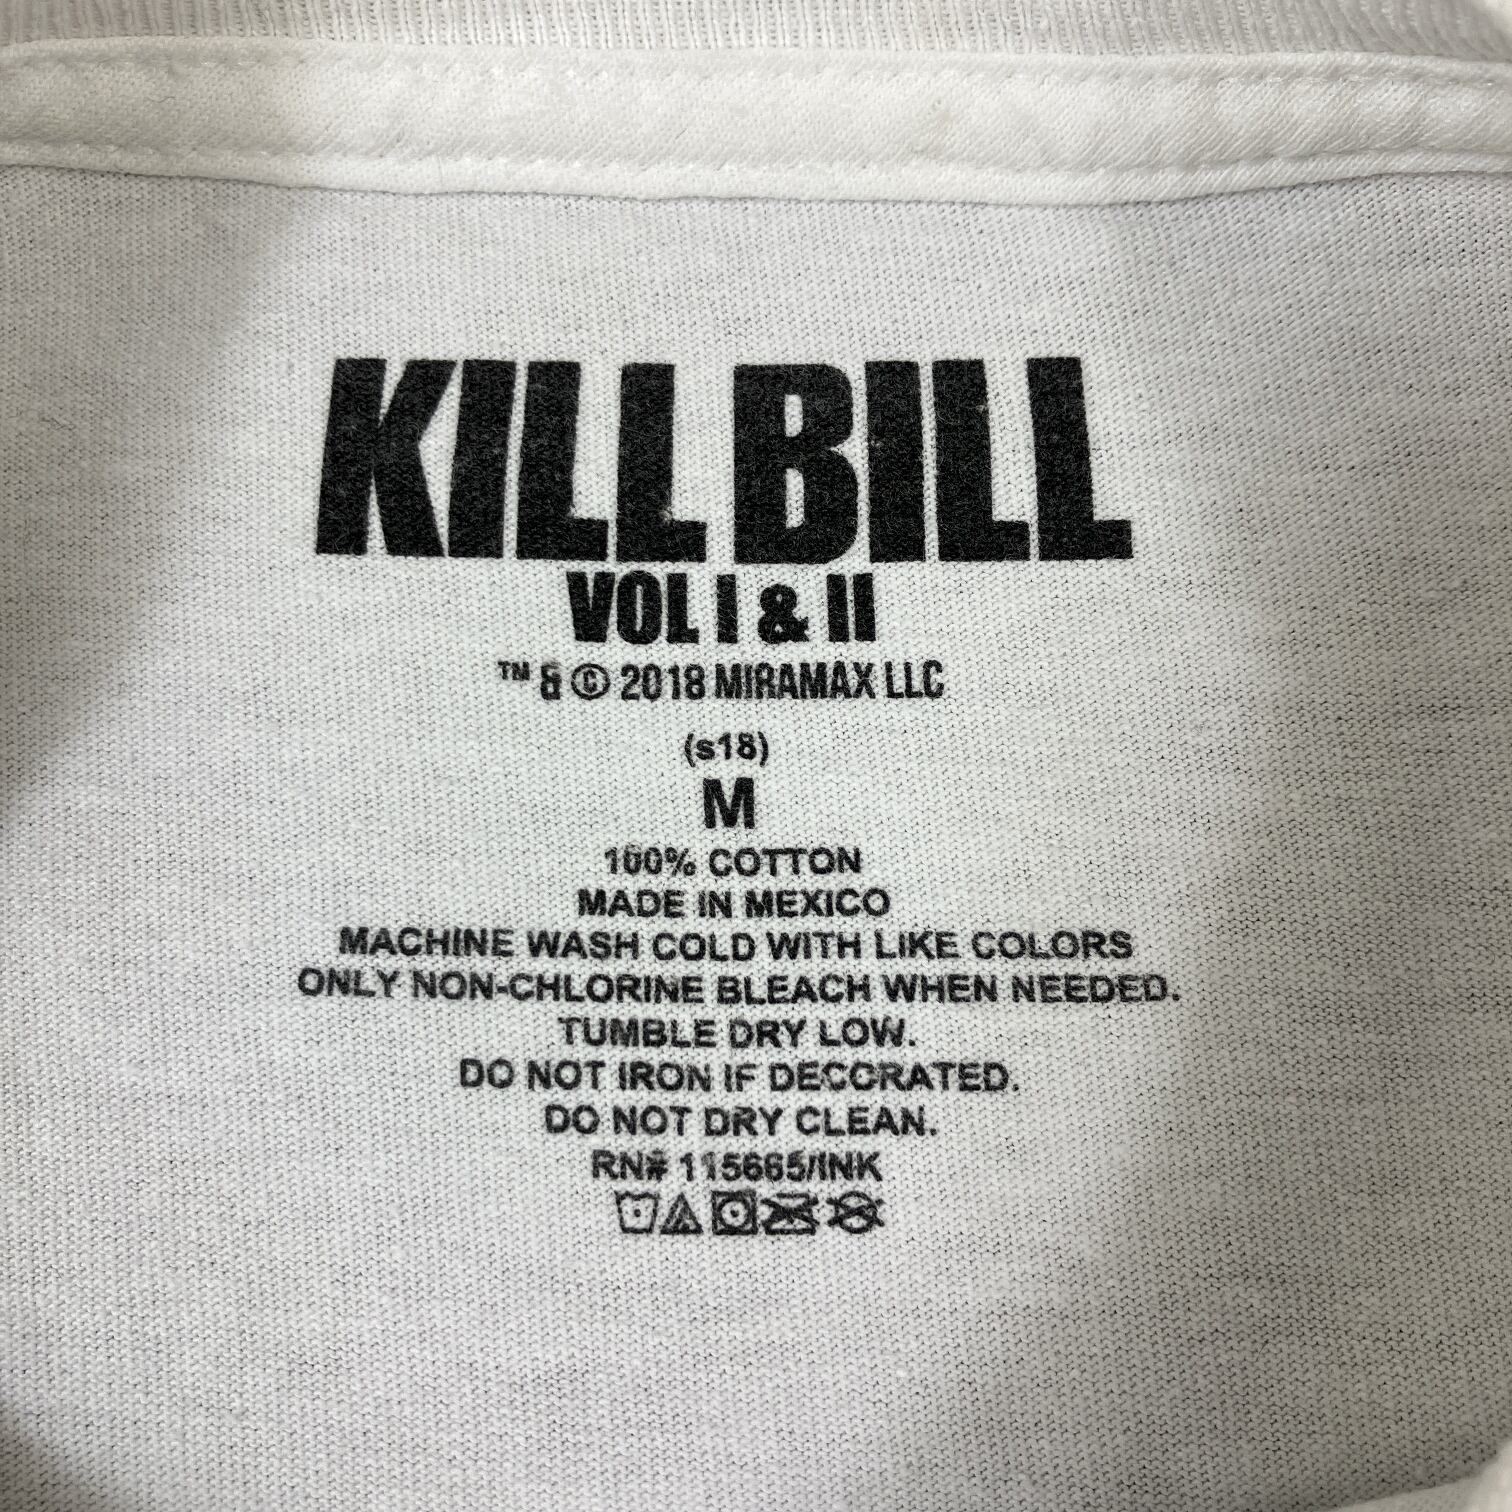 KILL BILL
VOL I & II
™ & © 2018 MIRAMAX LLC
(s18)
M
100% COTTON
MADE IN MEXICO
MACHINE WASH COLD WITH LIKE COLORS
ONLY NON-CHLORINE BLEACH WHEN NEEDED.
TUMBLE DRY LOW.
DO NOT IRON IF DECORATED.
DO NOT DRY CLEAN.
RN# 115665/INK